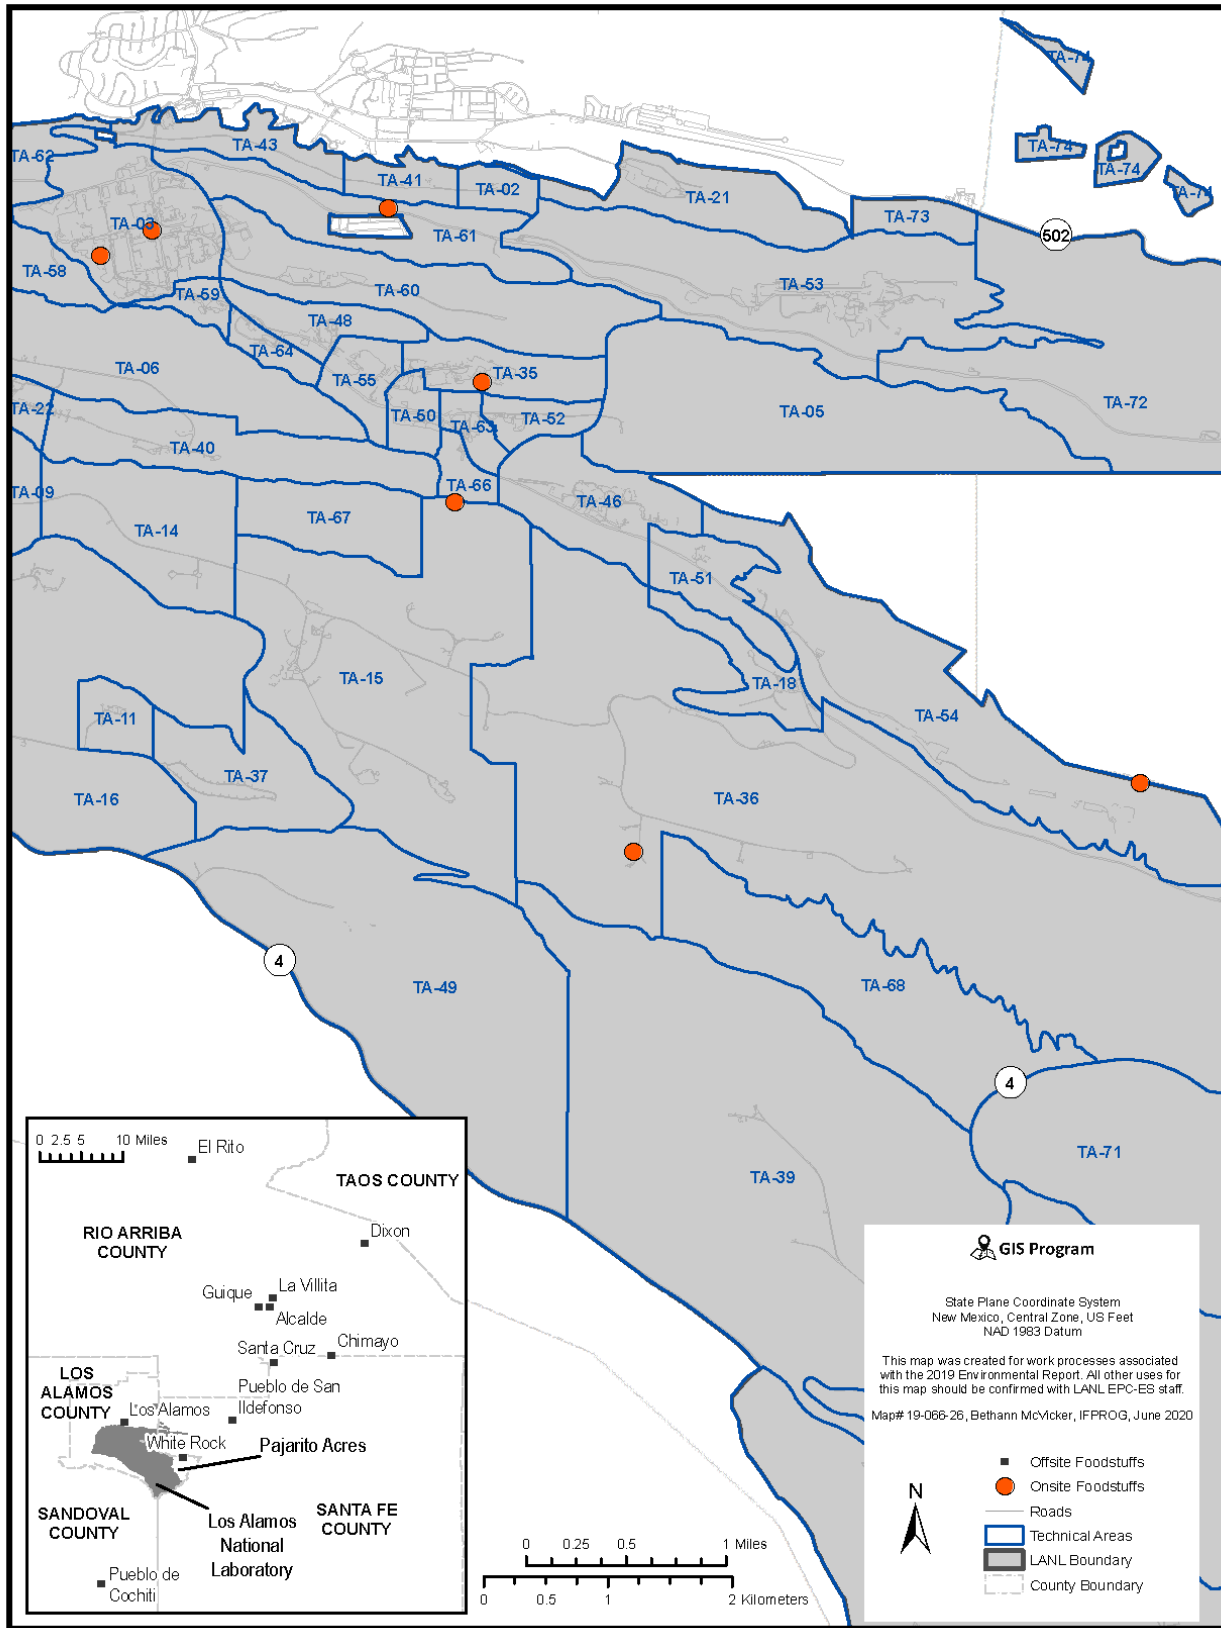 TA-74
TA-43
TA-62
TA-41
TA-02
TA-74
TA-74
TA-74
TA-21
TA-03
TA-61
TA-73
502
TA-58
TA-59
TA-60
TA-53
TA-48
TA-64
TA-06
TA-55
TA-35
TA-22
TA-50
TA-63
TA-52
TA-05
TA-72
TA-40
TA-09
TA-66
TA-46
TA-14
TA-67
TA-51
TA-15
TA-18
TA-11
TA-54
TA-37
TA-16
TA-36
4
TA-49
TA-68
4
TA-71
TA-39
0 2.5 5 10 Miles
El Rito
TAOS COUNTY
RIO ARRIBA
COUNTY
Dixon
La Villita
Guique
Alcalde
Santa Cruz
Chimayo
LOS
ALAMOS
COUNTY
Pueblo de San
Ildefonso
Los Alamos
White Rock
Pajarito Acres
SANDOVAL
COUNTY
SANTA FE
COUNTY
Los Alamos
National
Laboratory
Pueblo de
Cochiti
0 0.25 0.5 1 Miles
0 0.5 1 2 Kilometers
GIS Program
State Plane Coordinate System
New Mexico, Central Zone, US Feet
NAD 1983 Datum
This map was created for work processes associated
with the 2019 Environmental Report. All other uses for
this map should be confirmed with LANL EPC-ES staff.
Map# 19-066-26, Bethann McVicker, IFPROG, June 2020
N
Offsite Foodstuffs
Onsite Foodstuffs
Roads
Technical Areas
LANL Boundary
County Boundary